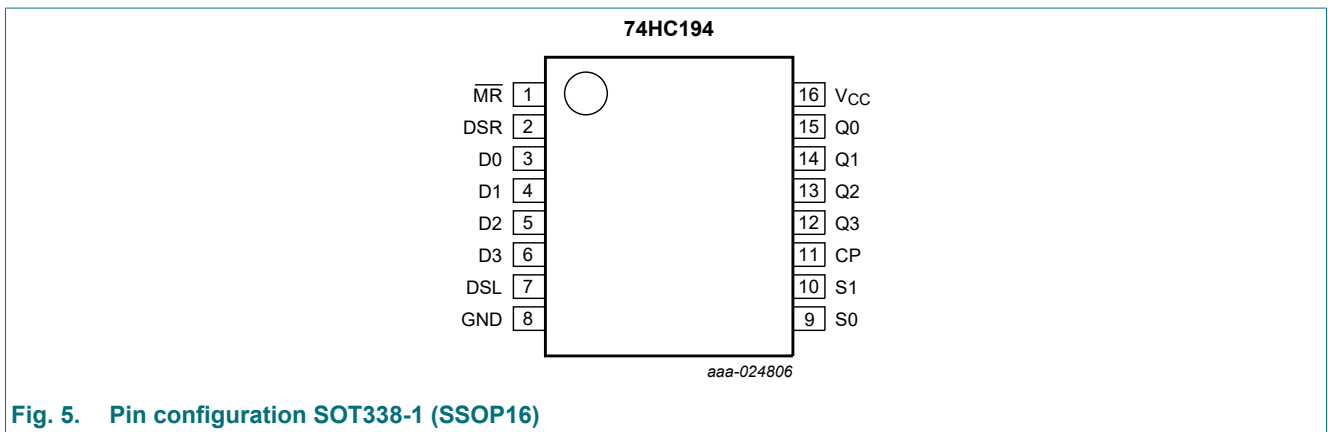 74HC194
M̅R̅ 1
DSR 2
D0 3
D1 4
D2 5
D3 6
DSL 7
GND 8
16 VCC
15 Q0
14 Q1
13 Q2
12 Q3
11 CP
10 S1
9 S0
aaa-024806
Fig. 5. Pin configuration SOT338-1 (SSOP16)